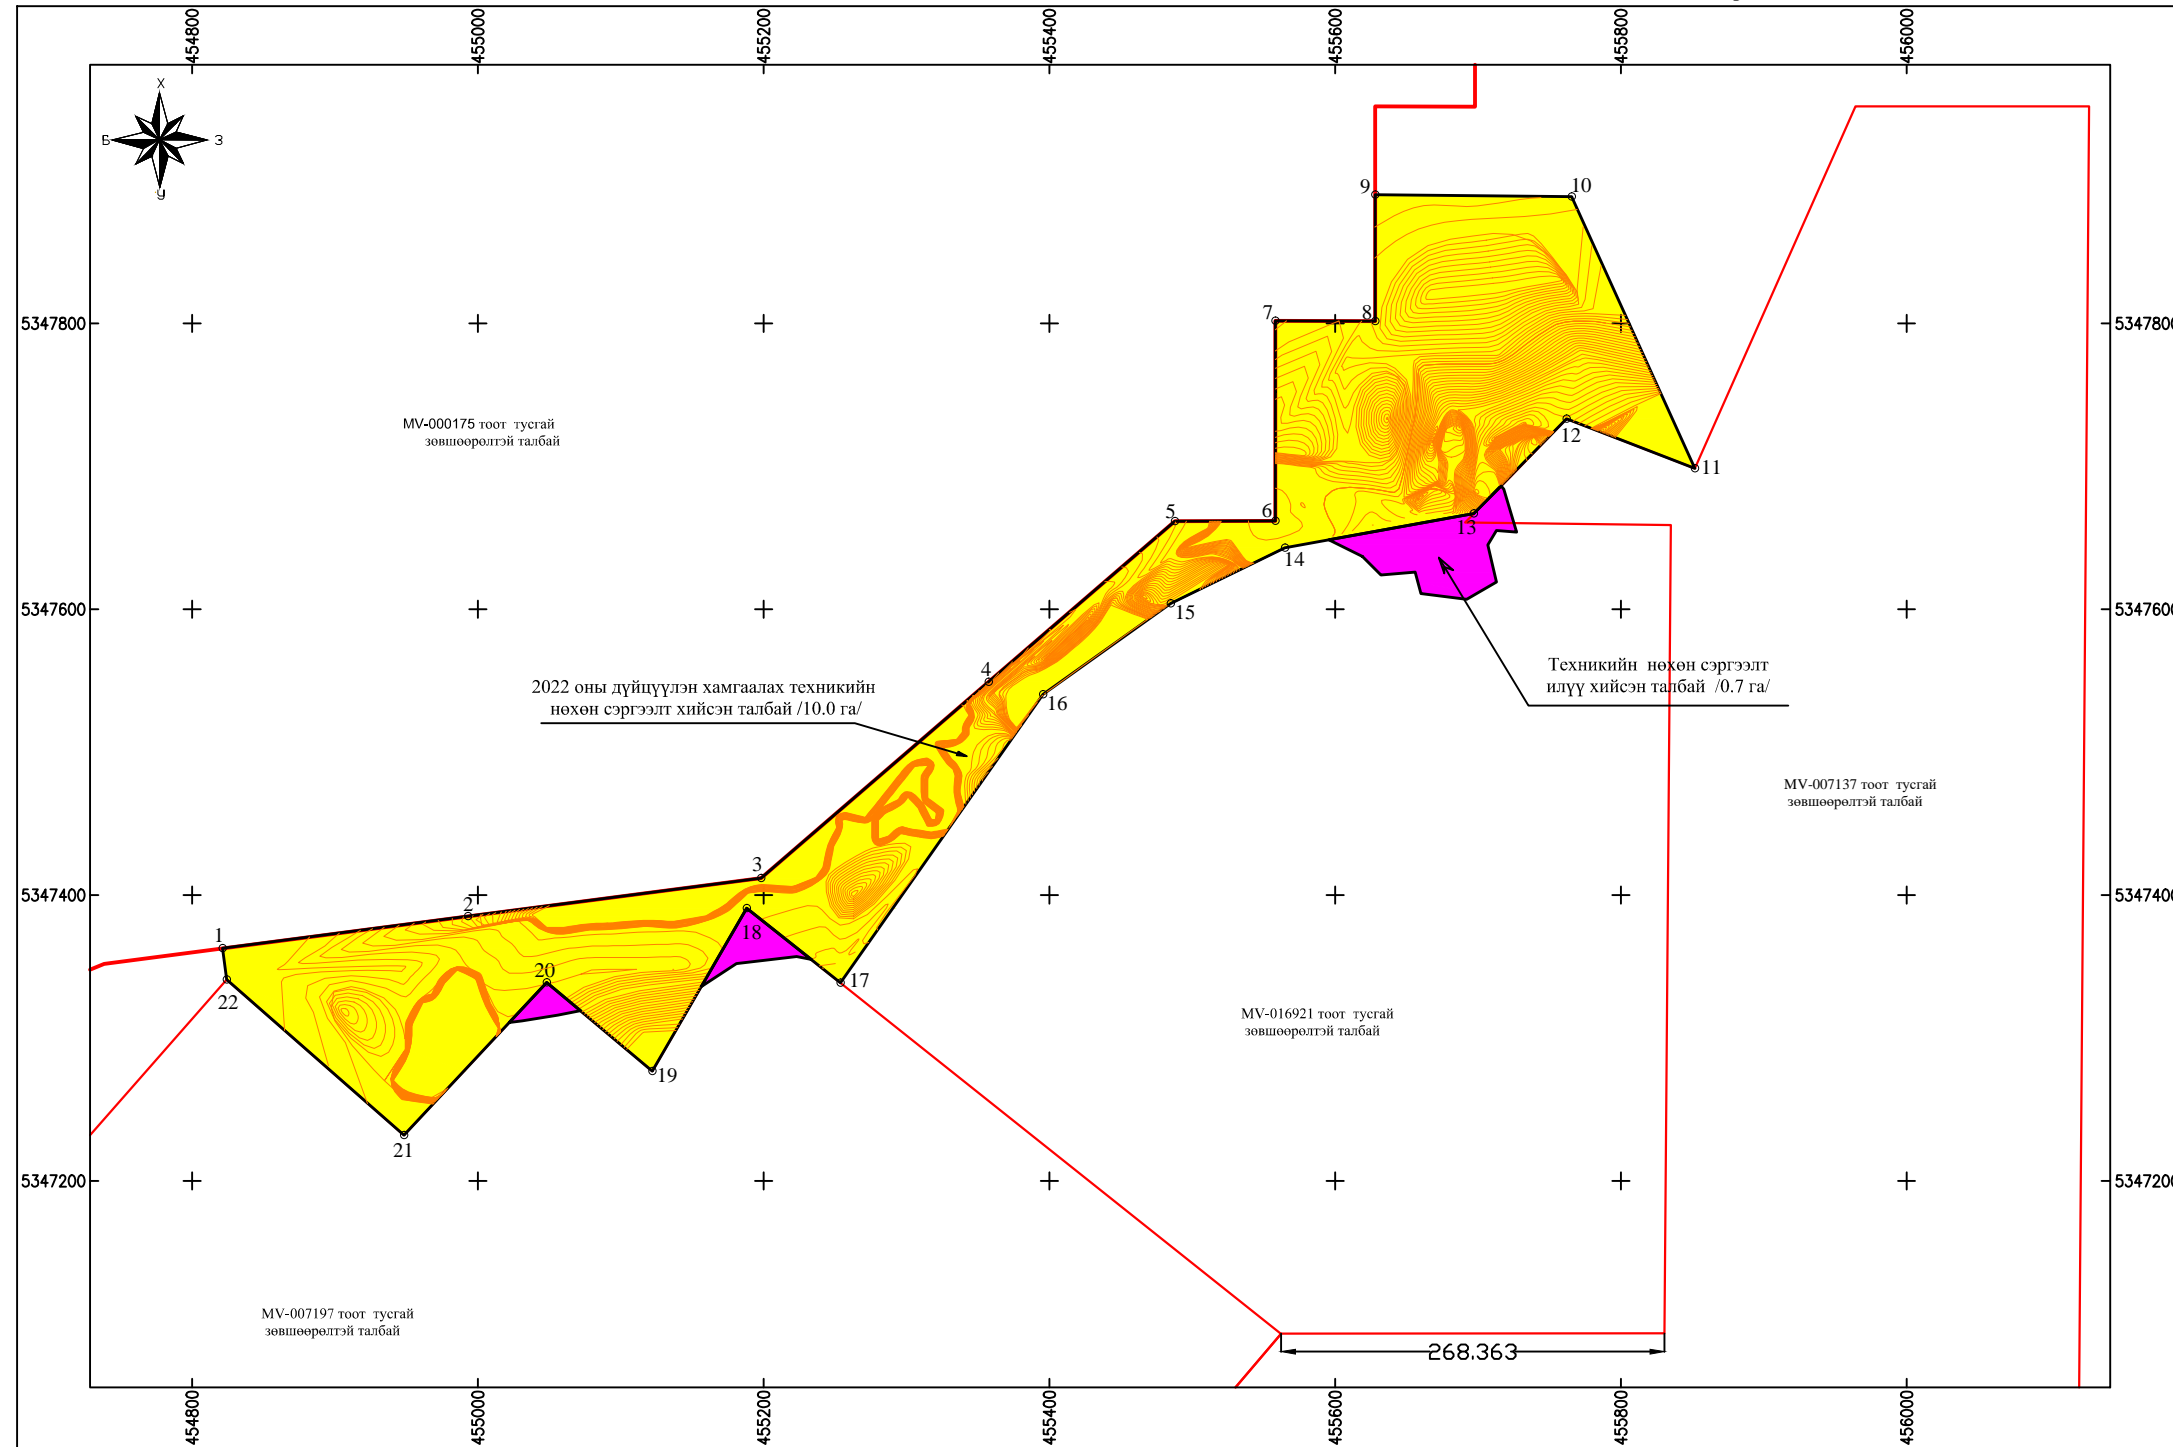 454800
455000
455200
455400
455600
455800
456000
X
Б
З
У
9
10
7
8
5347800
5347800
MV-000175 тоот тусгай
зөвшөөрөлтэй талбай
12
11
5
6
13
14
5347600
5347600
15
4
Техникийн нөхөн сэргээлт
илүү хийсэн талбай /0.7 га/
2022 оны дүйцүүлэн хамгаалах техникийн
нөхөн сэргээлт хийсэн талбай /10.0 га/
16
MV-007137 тоот тусгай
зөвшөөрөлтэй талбай
3
5347400
5347400
2
1
18
20
17
22
MV-016921 тоот тусгай
зөвшөөрөлтэй талбай
19
21
5347200
5347200
MV-007197 тоот тусгай
зөвшөөрөлтэй талбай
268.363
454800
455000
455200
455400
455600
455800
456000